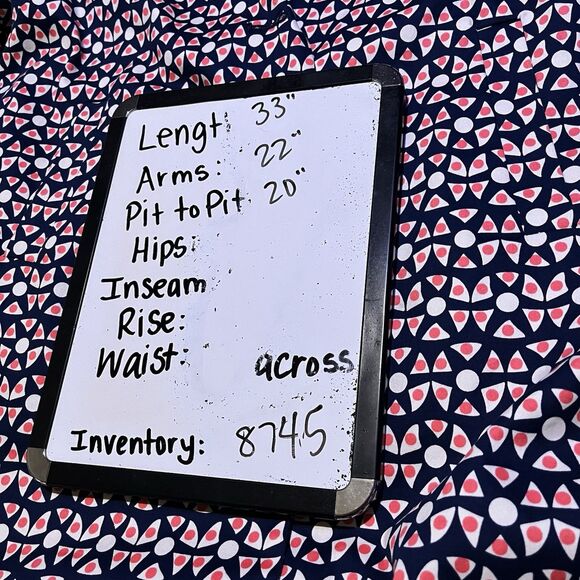 Lengt: 33"
Arms: 22"
Pit to Pit: 20"
Hips:
Inseam
Rise:
Waist: across
Inventory: 8745